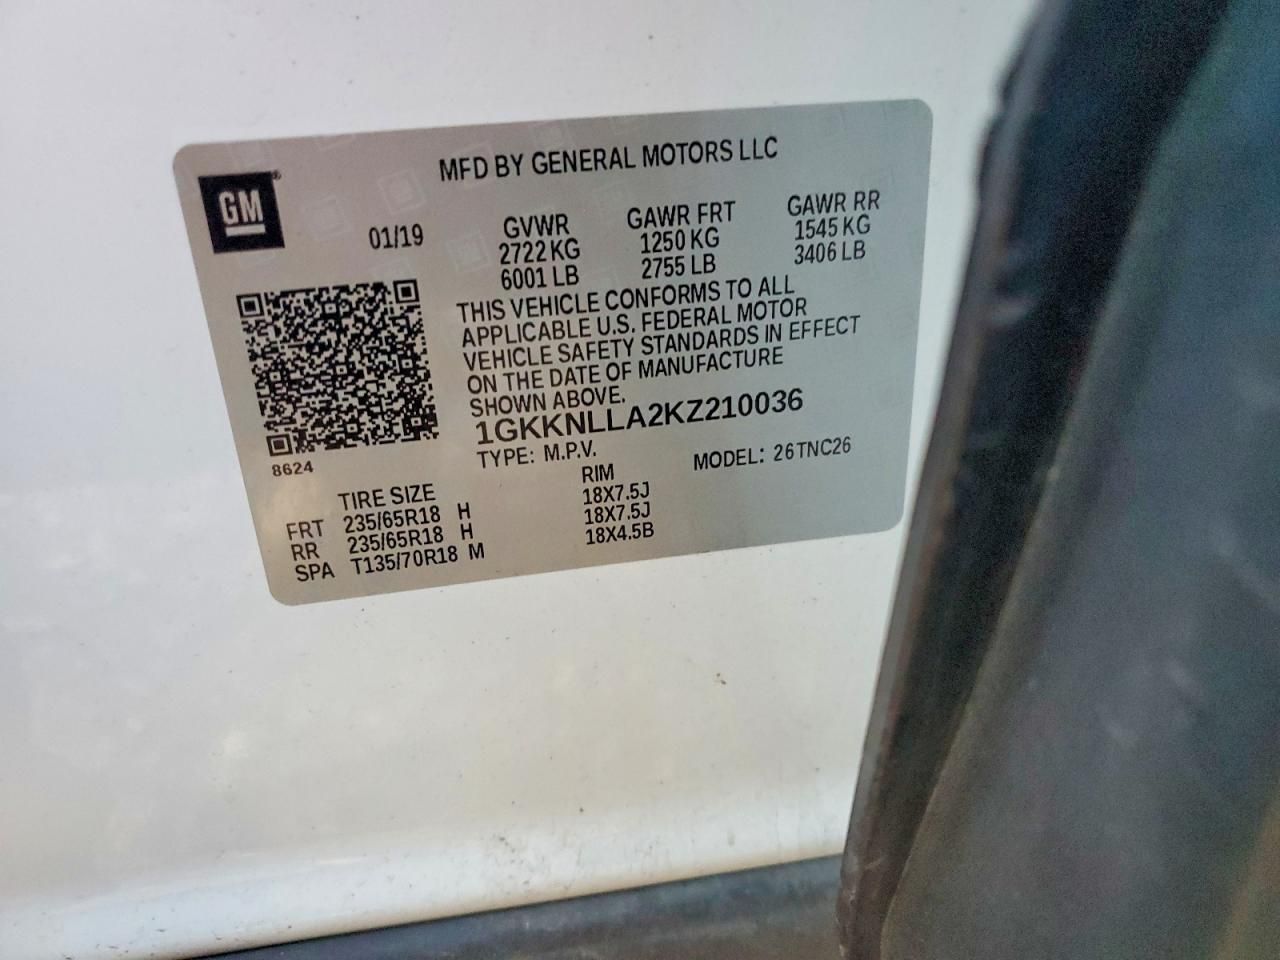 MFD BY GENERAL MOTORS LLC
GM®
01/19
GVWR GAWR FRT GAWR RR
2722 KG 1250 KG 1545 KG
6001 LB 2755 LB 3406 LB
THIS VEHICLE CONFORMS TO ALL
APPLICABLE U.S. FEDERAL MOTOR
VEHICLE SAFETY STANDARDS IN EFFECT
ON THE DATE OF MANUFACTURE
SHOWN ABOVE.
1GKKNLLA2KZ210036
8624
TYPE: M.P.V. MODEL: 26TNC26
TIRE SIZE RIM
FRT 235/65R18 H 18X7.5J
RR 235/65R18 H 18X7.5J
SPA T135/70R18 M 18X4.5B